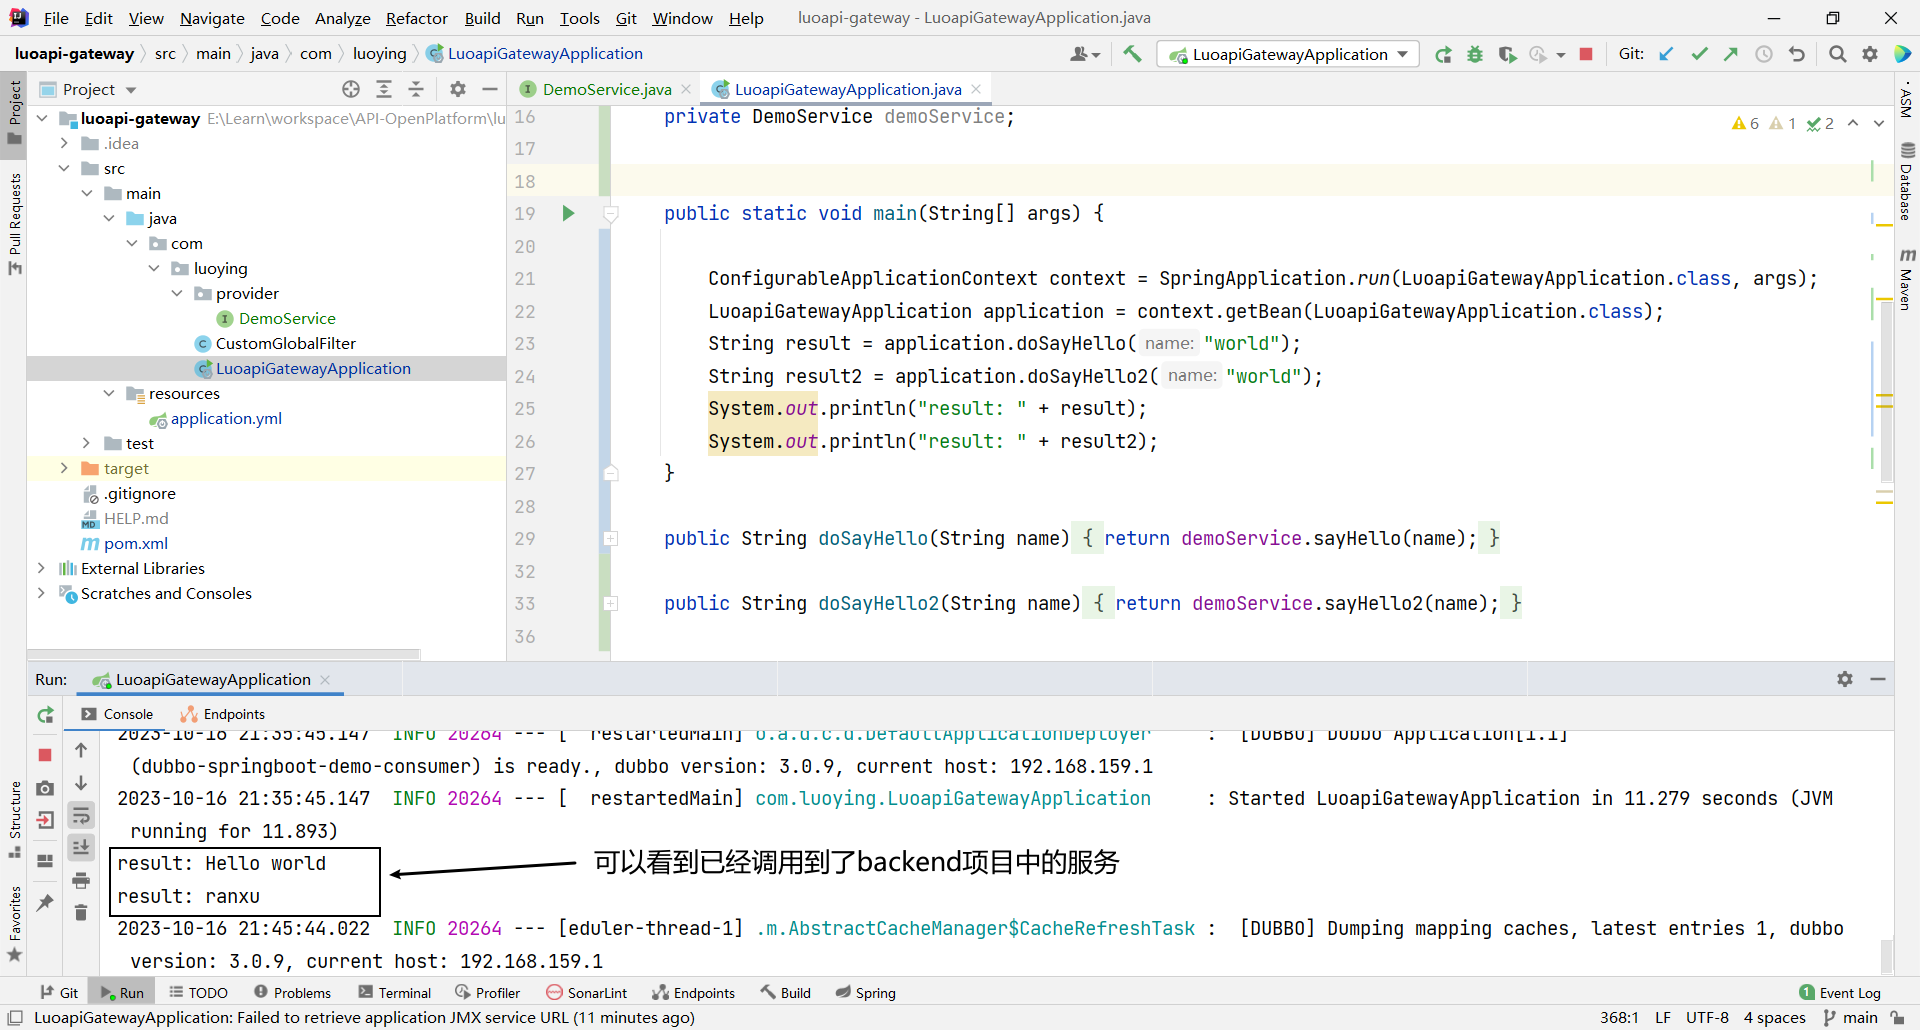 File Edit View Navigate Code Analyze Refactor Build Run Tools Git Window Help luoapi-gateway - LuoapiGatewayApplication.java
luoapi-gateway src main java com luoying LuoapiGatewayApplication LuoapiGatewayApplication Git:
Project
DemoService.java LuoapiGatewayApplication.java
luoapi-gateway E:\Learn\workspace\API-OpenPlatform\lu
.idea
src
main
java
com
luoying
provider
DemoService
CustomGlobalFilter
LuoapiGatewayApplication
resources
application.yml
test
target
.gitignore
HELP.md
pom.xml
External Libraries
Scratches and Consoles
Project
Pull Requests
Structure
Favorites
ASM
Database
Maven
6 1 2
16 private DemoService demoService;
17
18
19 public static void main(String[] args) {
20
21 ConfigurableApplicationContext context = SpringApplication.run(LuoapiGatewayApplication.class, args);
22 LuoapiGatewayApplication application = context.getBean(LuoapiGatewayApplication.class);
23 String result = application.doSayHello( name: "world");
24 String result2 = application.doSayHello2( name: "world");
25 System.out.println("result: " + result);
26 System.out.println("result: " + result2);
27 }
28
29 public String doSayHello(String name) { return demoService.sayHello(name); }
32
33 public String doSayHello2(String name) { return demoService.sayHello2(name); }
36
Run: LuoapiGatewayApplication
Console Endpoints
2023-10-16 21:35:45.147 INFO 20264 --- [ restartedMain] o.a.d.c.d.DefaultApplicationDeployer : [DUBBO] Dubbo Application[1.1]
(dubbo-springboot-demo-consumer) is ready., dubbo version: 3.0.9, current host: 192.168.159.1
2023-10-16 21:35:45.147 INFO 20264 --- [ restartedMain] com.luoying.LuoapiGatewayApplication : Started LuoapiGatewayApplication in 11.279 seconds (JVM
running for 11.893)
result: Hello world
result: ranxu
可以看到已经调用到了backend项目中的服务
2023-10-16 21:45:44.022 INFO 20264 --- [eduler-thread-1] .m.AbstractCacheManager$CacheRefreshTask : [DUBBO] Dumping mapping caches, latest entries 1, dubbo
version: 3.0.9, current host: 192.168.159.1
Git Run TODO Problems Terminal Profiler SonarLint Endpoints Build Spring 1 Event Log
LuoapiGatewayApplication: Failed to retrieve application JMX service URL (11 minutes ago) 368:1 LF UTF-8 4 spaces main